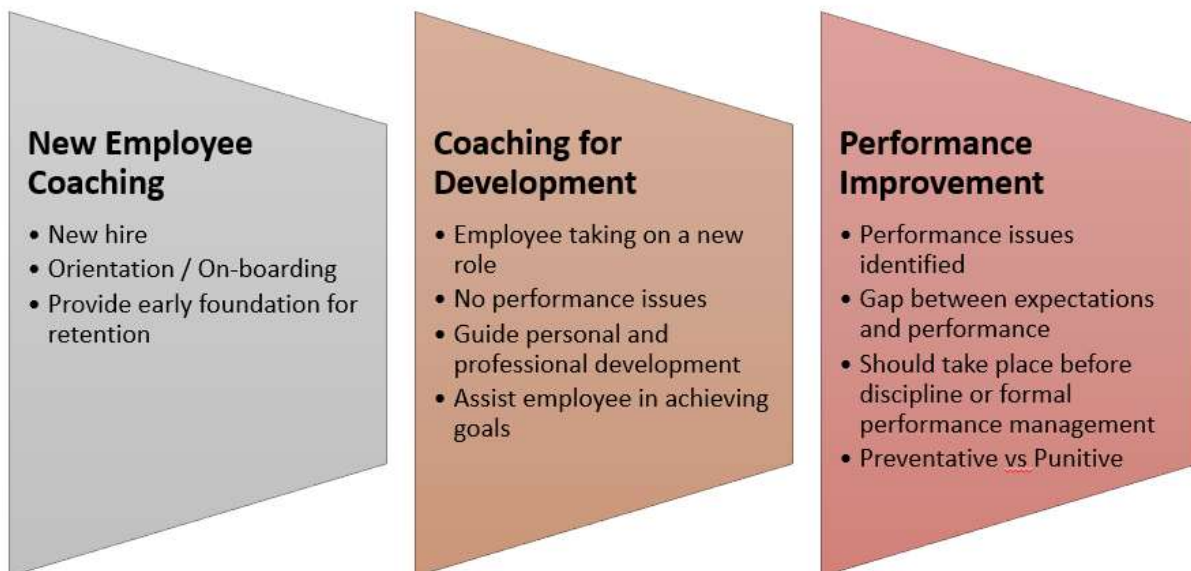 New Employee
Coaching
• New hire
• Orientation / On-boarding
• Provide early foundation for
retention
Coaching for
Development
• Employee taking on a new
role
• No performance issues
• Guide personal and
professional development
• Assist employee in achieving
goals
Performance
Improvement
• Performance issues
identified
• Gap between expectations
and performance
• Should take place before
discipline or formal
performance management
• Preventative vs Punitive